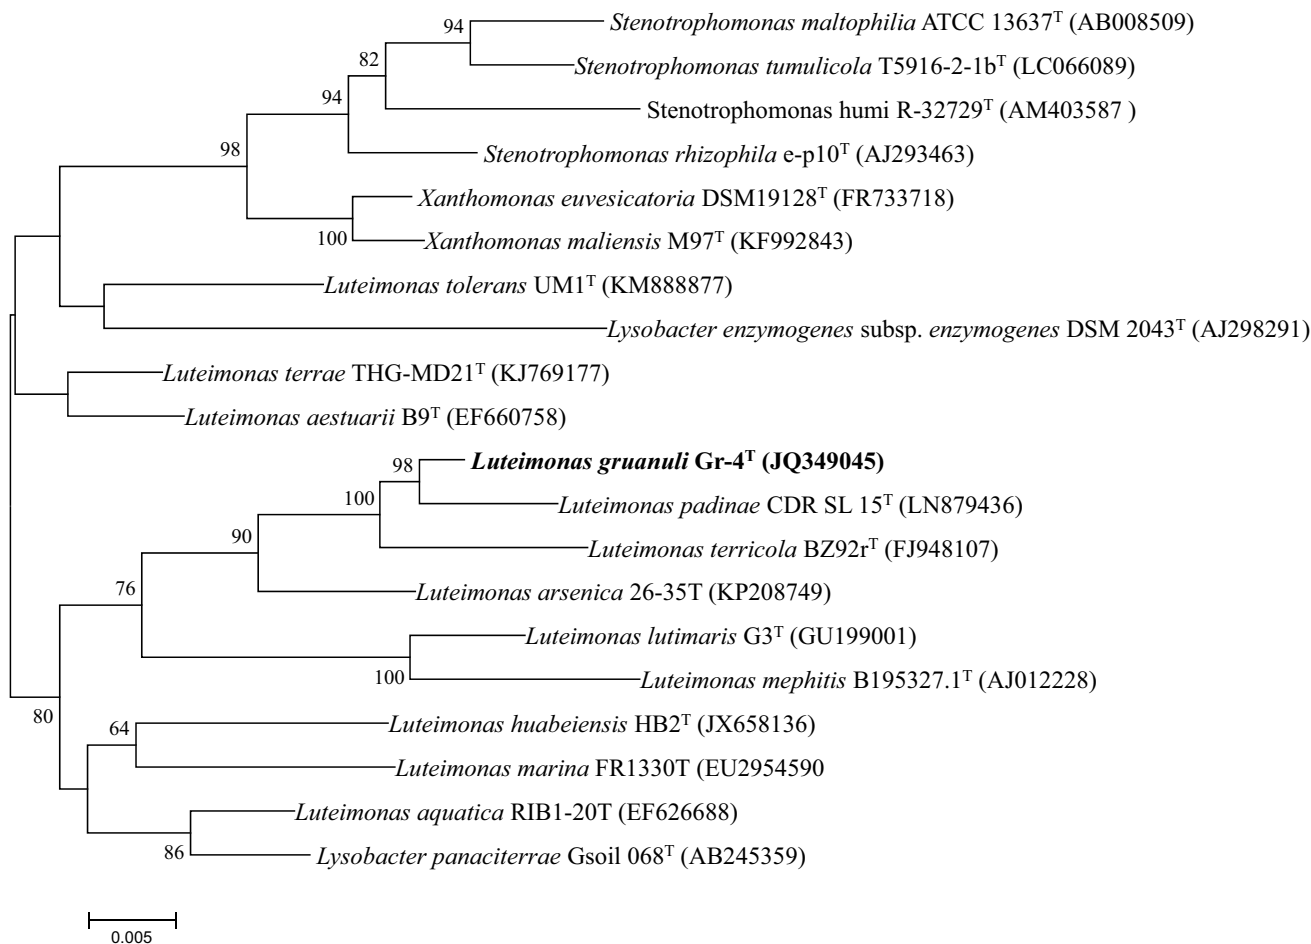 94
Stenotrophomonas maltophilia ATCC 13637ᵀ (AB008509)
82
Stenotrophomonas tumulicola T5916-2-1bᵀ (LC066089)
94
Stenotrophomonas humi R-32729ᵀ (AM403587 )
98
Stenotrophomonas rhizophila e-p10ᵀ (AJ293463)
Xanthomonas euvesicatoria DSM19128ᵀ (FR733718)
100
Xanthomonas maliensis M97ᵀ (KF992843)
Luteimonas tolerans UM1ᵀ (KM888877)
Lysobacter enzymogenes subsp. enzymogenes DSM 2043ᵀ (AJ298291)
Luteimonas terrae THG-MD21ᵀ (KJ769177)
Luteimonas aestuarii B9ᵀ (EF660758)
98
Luteimonas gruanuli Gr-4ᵀ (JQ349045)
100
Luteimonas padinae CDR SL 15ᵀ (LN879436)
90
Luteimonas terricola BZ92rᵀ (FJ948107)
76
Luteimonas arsenica 26-35T (KP208749)
Luteimonas lutimaris G3ᵀ (GU199001)
100
Luteimonas mephitis B195327.1ᵀ (AJ012228)
80
64
Luteimonas huabeiensis HB2ᵀ (JX658136)
Luteimonas marina FR1330T (EU2954590
Luteimonas aquatica RIB1-20T (EF626688)
86
Lysobacter panaciterrae Gsoil 068ᵀ (AB245359)
0.005